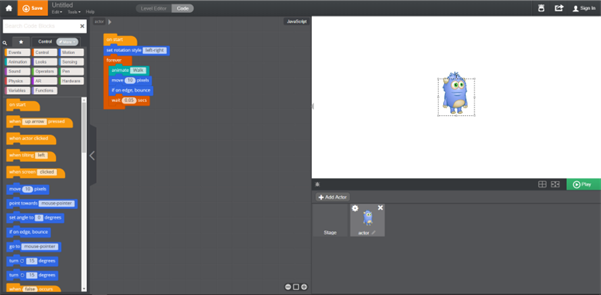 Save
Untitled
Edit
Tasks
Help
Level Editor
Code
Sign In
actor
JavaScript
Control
Events
Control
Motion
Animation
Looks
Sensing
Sound
Operators
Pen
Physics
AR
Hardware
Variables
Functions
on start
when up arrow pressed
when actor clicked
when tilting left
when screen clicked
move 10 pixels
point towards mouse-pointer
set angle to 0 degrees
if on edge, bounce
go to mouse-pointer
turn 15 degrees
turn 15 degrees
on start
set rotation style left-right
forever
animate Walk
move 10 pixels
if on edge, bounce
wait 0.05 secs
Play
Add Actor
Stage
actor